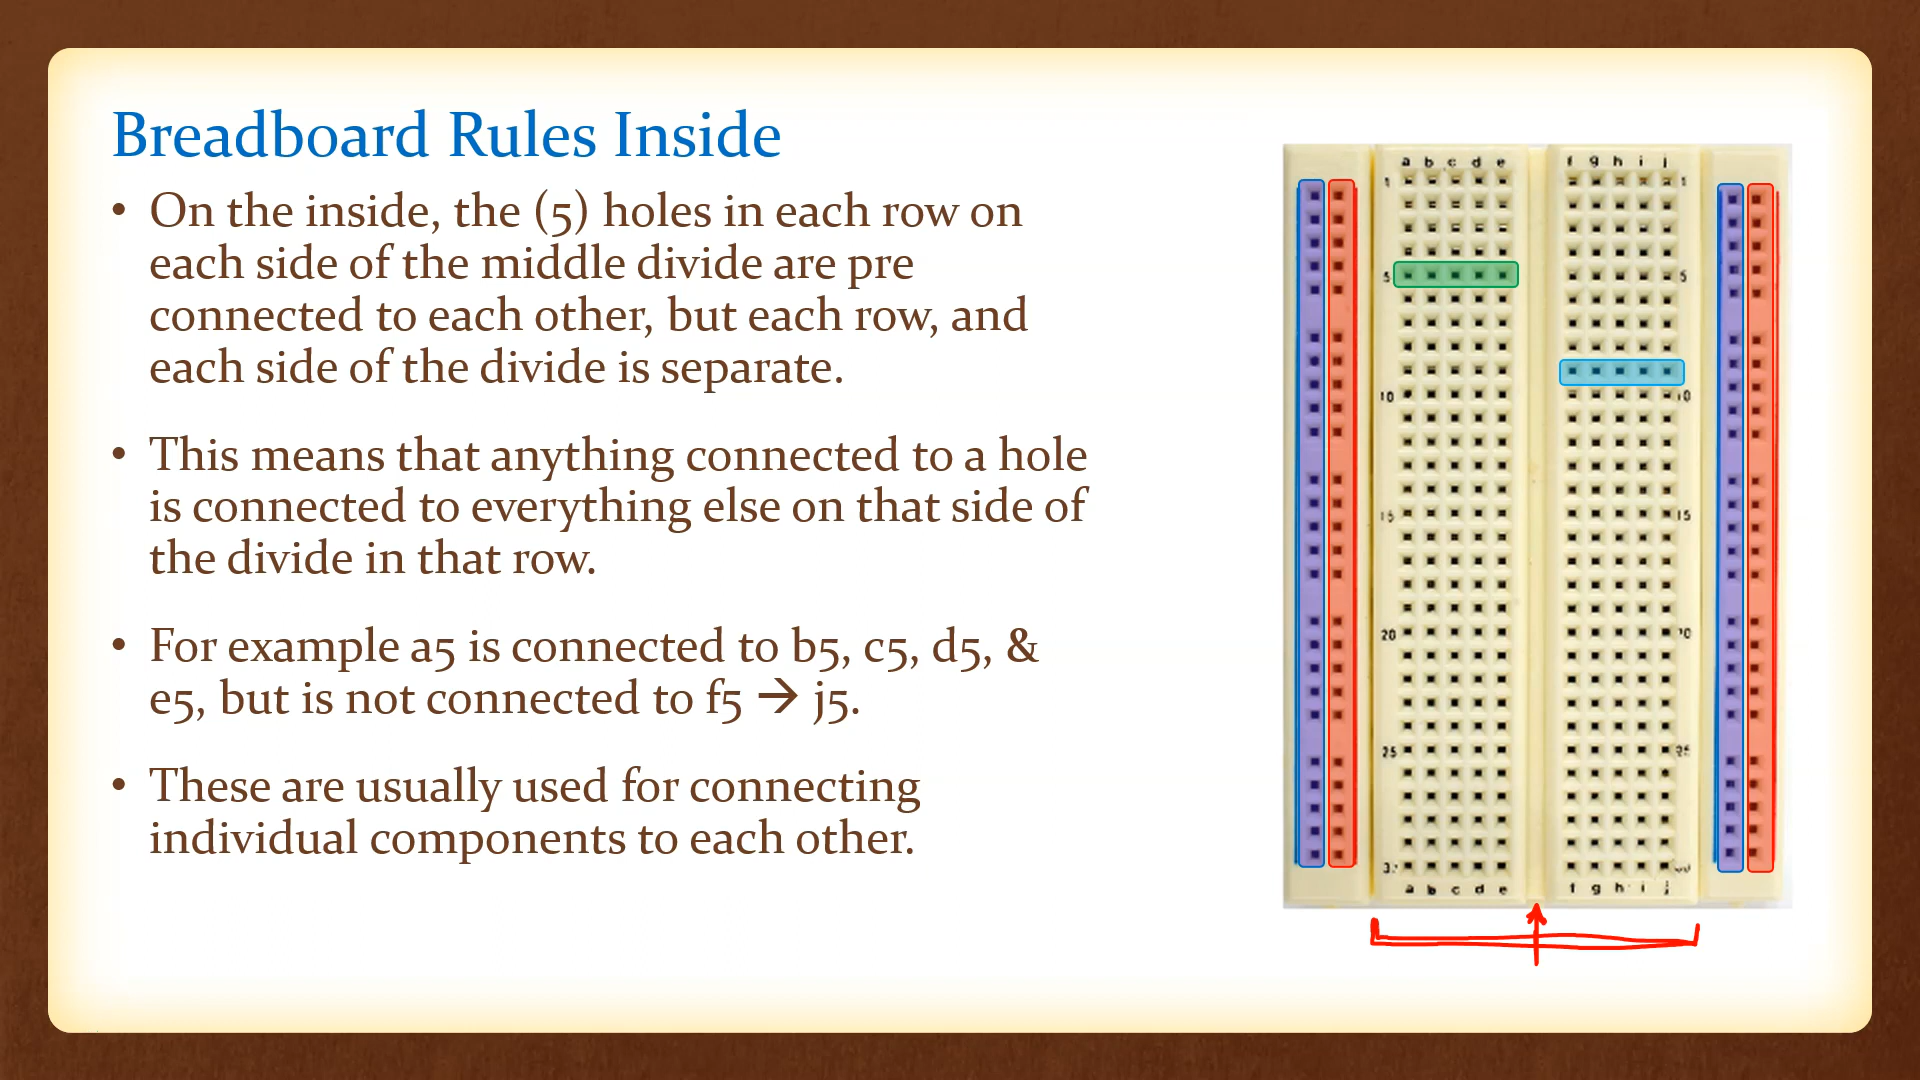 Breadboard Rules Inside
• On the inside, the (5) holes in each row on
each side of the middle divide are pre
connected to each other, but each row, and
each side of the divide is separate.
• This means that anything connected to a hole
is connected to everything else on that side of
the divide in that row.
• For example a5 is connected to b5, c5, d5, &
e5, but is not connected to f5 → j5.
• These are usually used for connecting
individual components to each other.
a b c d e f g h i j
1 1
5 5
10
15 15
20
25 25
a b c d e f g h i j